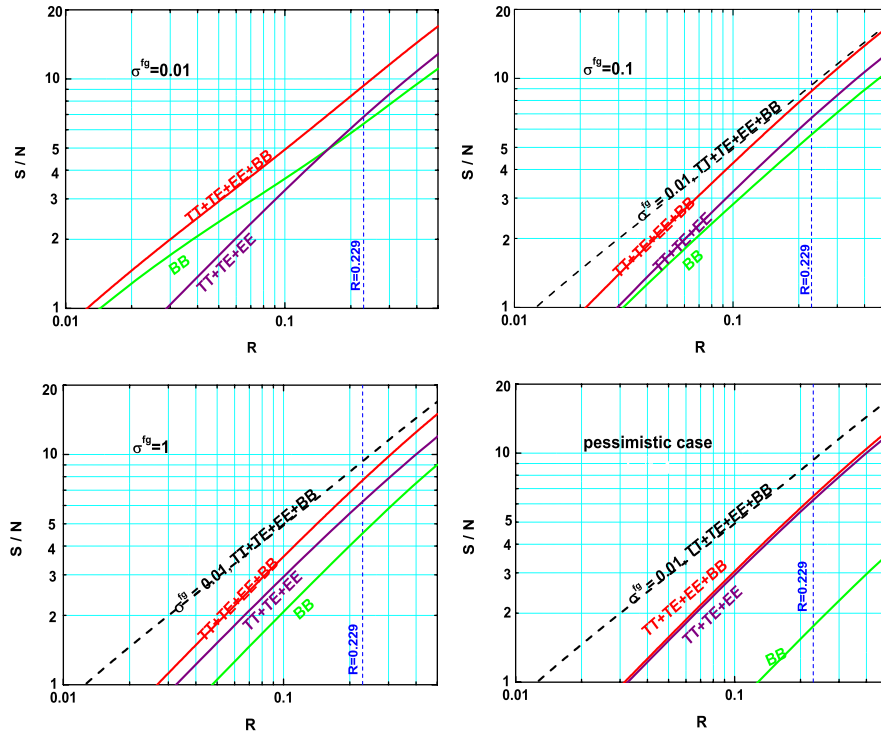 20
10
5
4
3
2
1
S / N
σ^fg=0.01
TT+TE+EE+BB
BB
TT+TE+EE
R=0.229
0.01
0.1
R
20
10
5
4
3
2
1
S / N
σ^fg=0.1
σ^fg = 0.01, TT+TE+EE+BB
TT+TE+EE+BB
TT+TE+EE
BB
R=0.229
0.01
0.1
R
20
10
5
4
3
2
1
S / N
σ^fg=1
σ^fg = 0.01, TT+TE+EE+BB
TT+TE+EE+BB
TT+TE+EE
BB
R=0.229
0.01
0.1
R
20
10
5
4
3
2
1
S / N
pessimistic case
σ^fg = 0.01, TT+TE+EE+BB
TT+TE+EE+BB
TT+TE+EE
BB
R=0.229
0.01
0.1
R